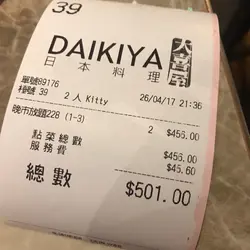 39
DAIKIYA
大喜屋
日本料理
單號89176
枱號 39 2 人 Kitty 26/04/17 21:36
晚市放題228 (1-3) 2 $456.00
點菜總數 $456.00
服務費 $45.60
總數 $501.00